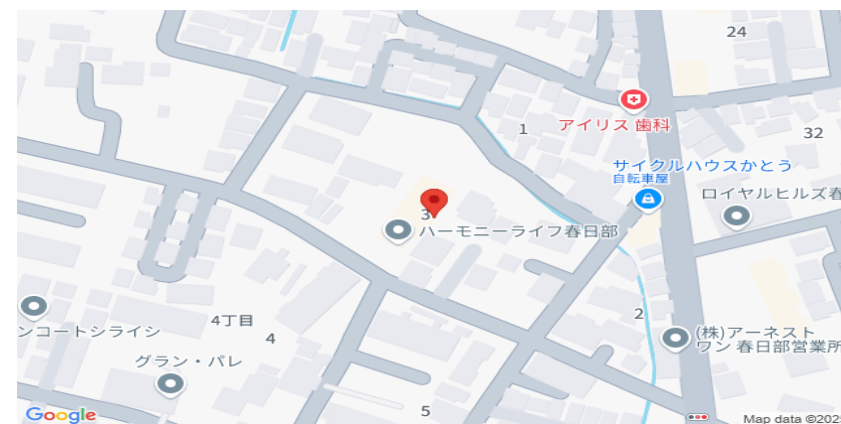 24
1
アイリス 歯科
32
サイクルハウスかとう
自転車屋
ロイヤルヒルズ春
3
ハーモニーライフ春日部
ンコートシライシ
4丁目
4
2
(株)アーネスト
ワン 春日部営業所
グラン・パレ
5
Google
Map data ©2025